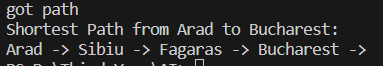 got path
Shortest Path from Arad to Bucharest:
Arad -> Sibiu -> Fagaras -> Bucharest ->